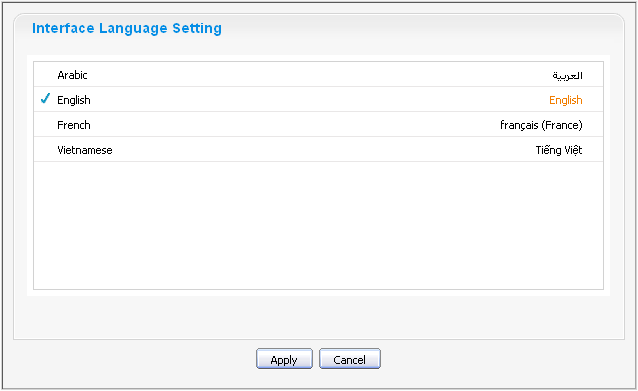 Interface Language Setting
Arabic العربية
English English
French français (France)
Vietnamese Tiếng Việt
Apply Cancel